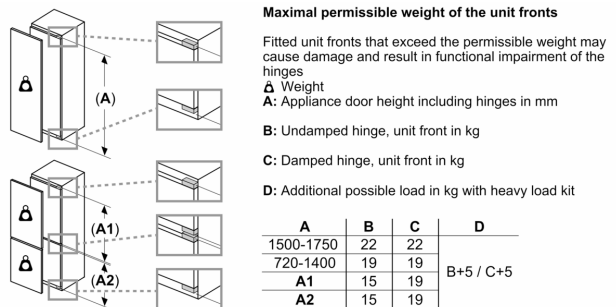 Maximal permissible weight of the unit fronts
Fitted unit fronts that exceed the permissible weight may
cause damage and result in functional impairment of the
hinges
Weight
A: Appliance door height including hinges in mm
B: Undamped hinge, unit front in kg
C: Damped hinge, unit front in kg
D: Additional possible load in kg with heavy load kit
(A)
(A1)
(A2)
A B C D
1500-1750 22 22
720-1400 19 19
B+5 / C+5
A1 15 19
A2 15 19